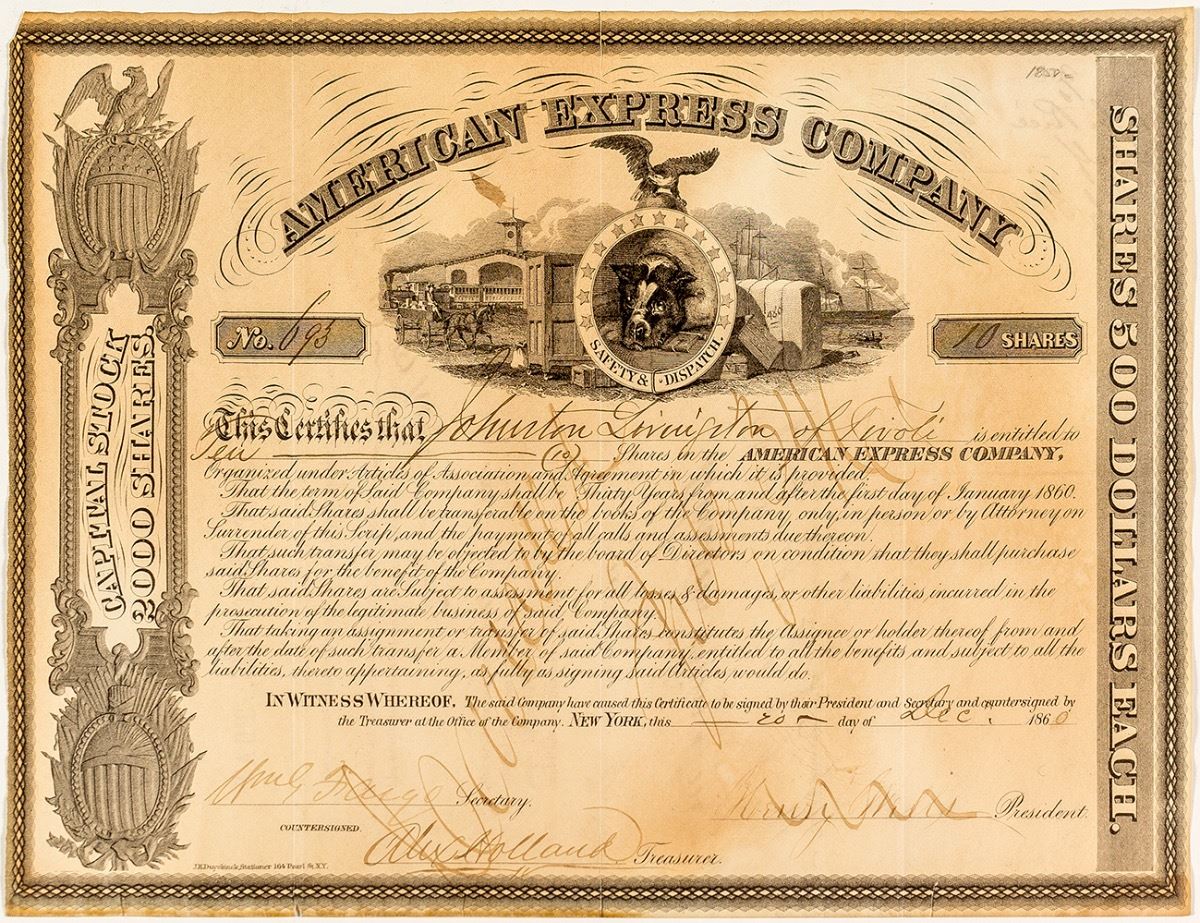 AMERICAN EXPRESS COMPANY
SAFETY & DISPATCH.
No. 693
10 SHARES
CAPITAL STOCK
2000 SHARES.
SHARES 500 DOLLARS EACH.
This Certifies that Johnston Livingston of Tivoli is entitled to
Ten (10) Shares in the AMERICAN EXPRESS COMPANY,
Organized under Articles of Association and Agreement in which it is provided.
That the term of Said Company shall be Thirty Years from and after the first day of January 1860.
That said Shares shall be transferable on the books of the Company only, in person or by Attorney on
Surrender of this Scrip, and the payment of all calls and assessments due thereon.
That, such transfer may be objected to by the board of Directors on condition that they shall purchase
said Shares for the benefit of the Company.
That said Shares are Subject to assessment for all losses & damages, or other liabilities incurred in the
prosecution of the legitimate business of said Company.
That taking an assignment or transfer of said Shares constitutes the Assignee or holder thereof from and
after the date of such transfer a Member of said Company, entitled to all the benefits and subject to all the
liabilities, thereto appertaining, as fully as signing said Articles would do.
IN WITNESS WHEREOF. The said Company have caused this Certificate to be signed by their President and Secretary and countersigned by
the Treasurer at the Office of the Company. NEW YORK, this 20 day of Dec. 1860
Wm G Fargo Secretary.
Henry Wells President.
COUNTERSIGNED.
Alex Holland Treasurer.
J.E. Duyckinck, Stationer 164 Pearl St. N.Y.